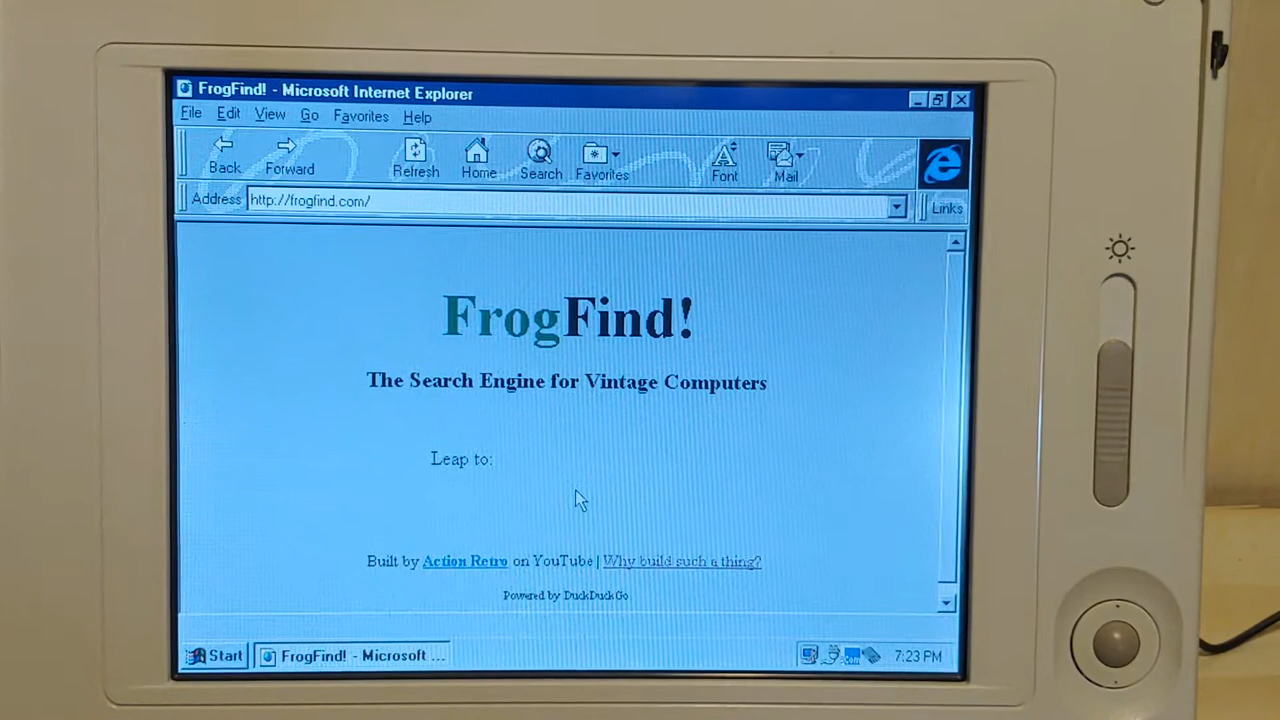 FrogFind! - Microsoft Internet Explorer
File Edit View Go Favorites Help
Back Forward Refresh Home Search Favorites Font Mail
Address http://frogfind.com/ Links
FrogFind!
The Search Engine for Vintage Computers
Leap to:
Built by Action Retro on YouTube | Why build such a thing?
Powered by DuckDuckGo
Start FrogFind! - Microsoft ... 7:23 PM